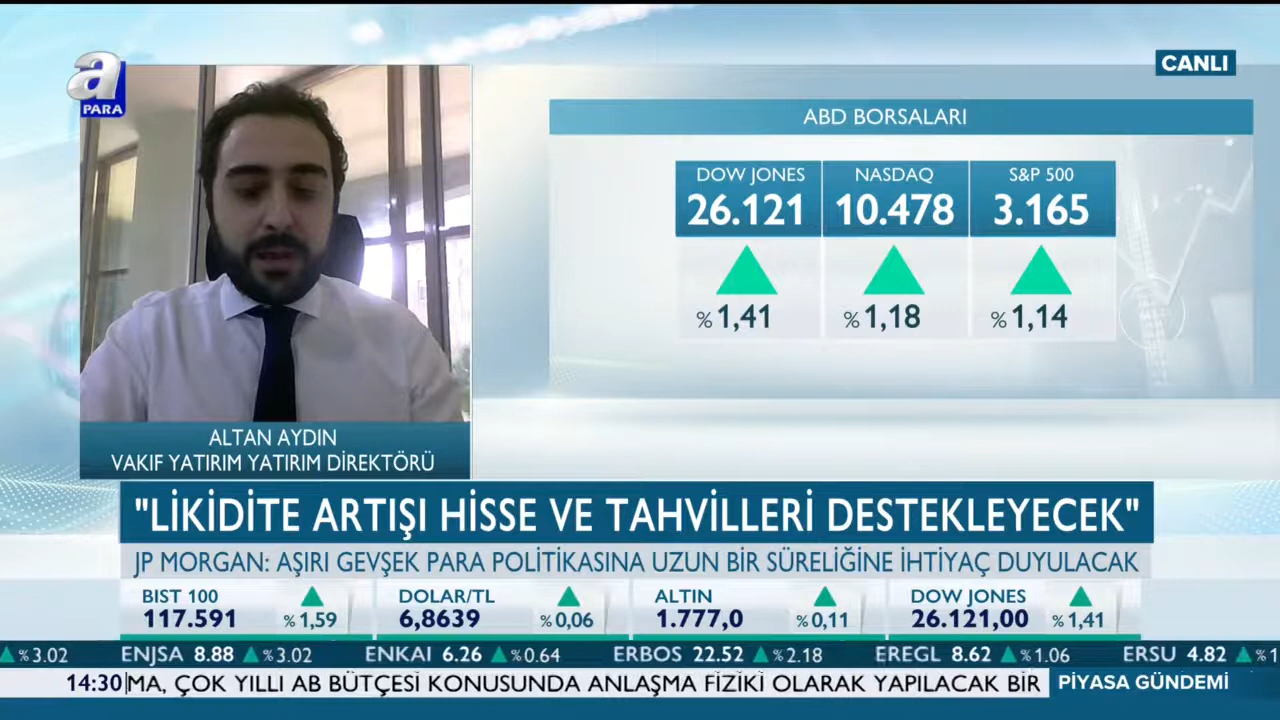 a
PARA
CANLI
ABD BORSALARI
DOW JONES NASDAQ S&P 500
26.121 10.478 3.165
%1,41 %1,18 %1,14
ALTAN AYDIN
VAKIF YATIRIM YATIRIM DİREKTÖRÜ
"LİKİDİTE ARTIŞI HİSSE VE TAHVİLLERİ DESTEKLEYECEK"
JP MORGAN: AŞIRI GEVŞEK PARA POLİTİKASINA UZUN BİR SÜRELİĞİNE İHTİYAÇ DUYULACAK
BIST 100 DOLAR/TL ALTIN DOW JONES
117.591 %1,59 6,8639 %0,06 1.777,0 %0,11 26.121,00 %1,41
%3.02 ENJSA 8.88 %3.02 ENKAI 6.26 %0.64 ERBOS 22.52 %2.18 EREGL 8.62 %1.06 ERSU 4.82 %1
14:30 MA, ÇOK YILLI AB BÜTÇESİ KONUSUNDA ANLAŞMA FİZİKİ OLARAK YAPILACAK BİR PİYASA GÜNDEMİ